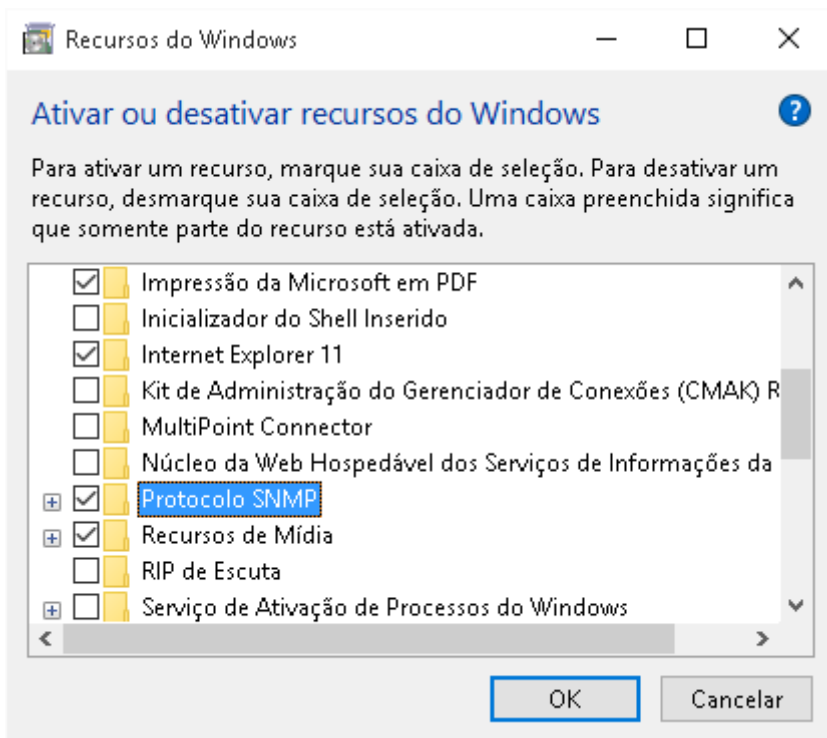 Recursos do Windows
Ativar ou desativar recursos do Windows
Para ativar um recurso, marque sua caixa de seleção. Para desativar um
recurso, desmarque sua caixa de seleção. Uma caixa preenchida significa
que somente parte do recurso está ativada.
Impressão da Microsoft em PDF
Inicializador do Shell Inserido
Internet Explorer 11
Kit de Administração do Gerenciador de Conexões (CMAK) R
MultiPoint Connector
Núcleo da Web Hospedável dos Serviços de Informações da
Protocolo SNMP
Recursos de Mídia
RIP de Escuta
Serviço de Ativação de Processos do Windows
OK Cancelar